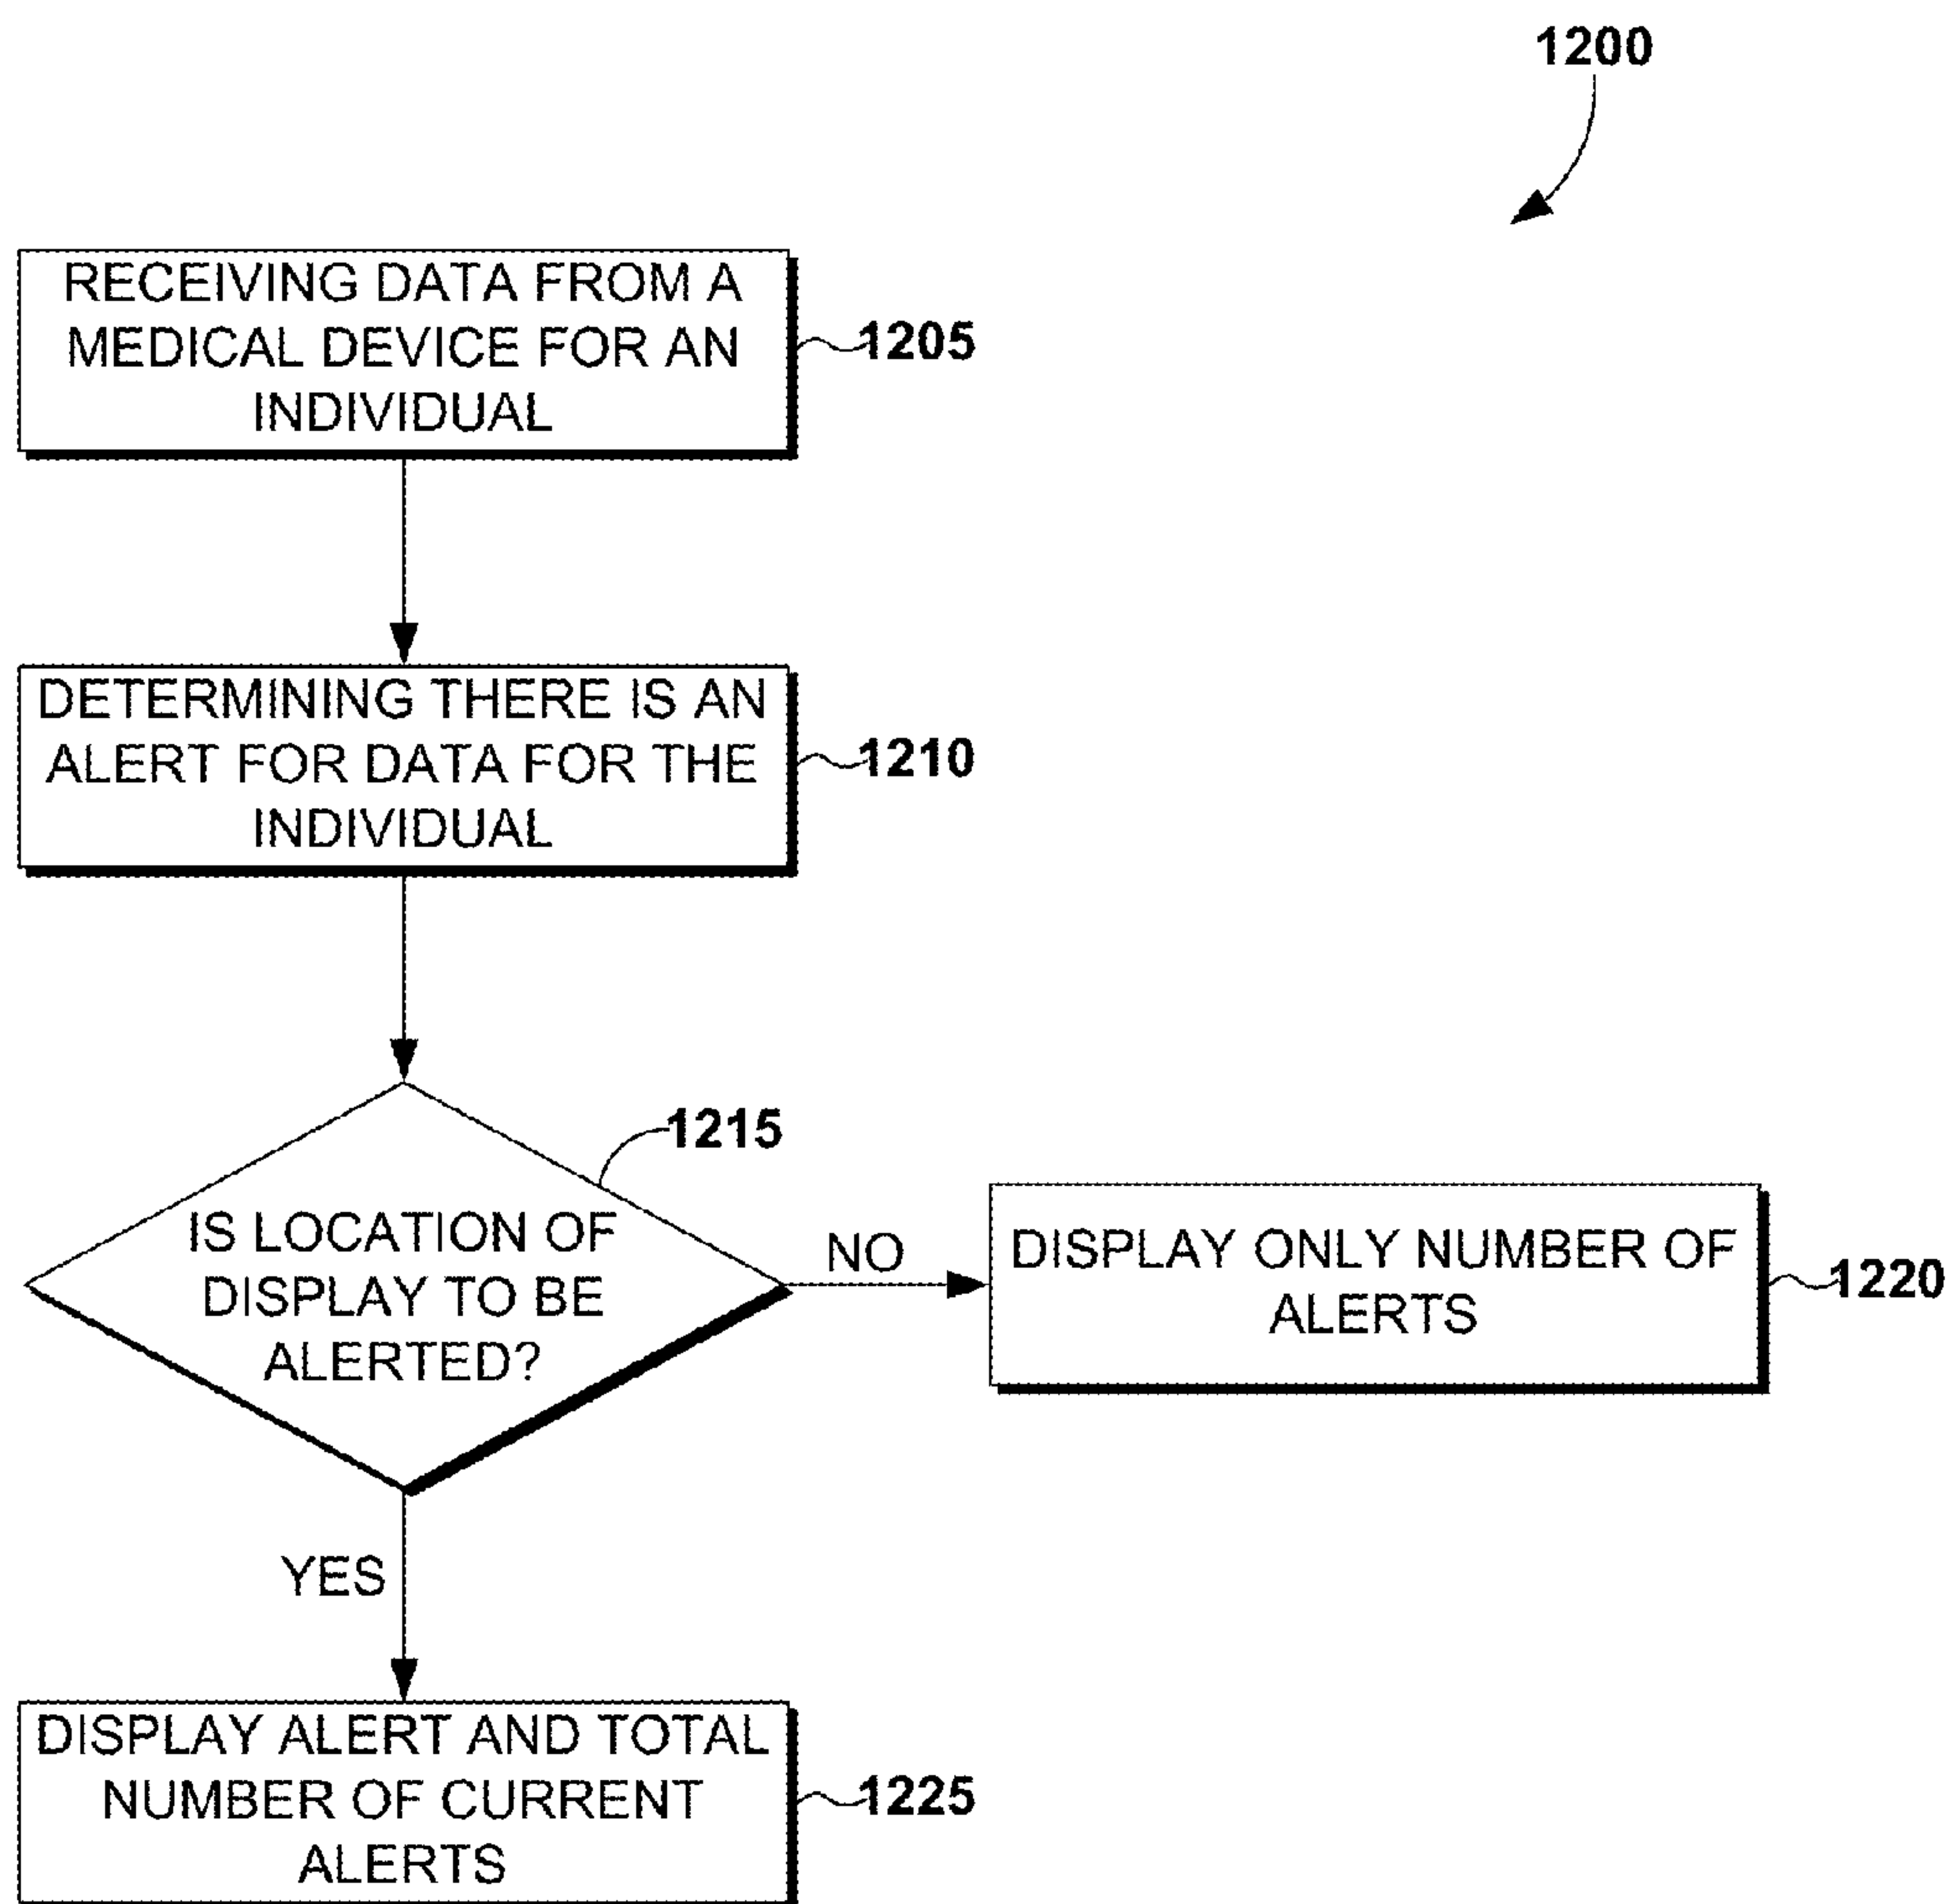 1200
RECEIVING DATA FROM A
MEDICAL DEVICE FOR AN
INDIVIDUAL
1205
DETERMINING THERE IS AN
ALERT FOR DATA FOR THE
INDIVIDUAL
1210
1215
IS LOCATION OF
DISPLAY TO BE
ALERTED?
NO
DISPLAY ONLY NUMBER OF
ALERTS
1220
YES
DISPLAY ALERT AND TOTAL
NUMBER OF CURRENT
ALERTS
1225